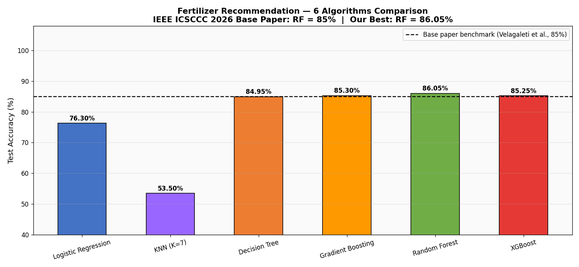 Fertilizer Recommendation — 6 Algorithms Comparison
IEEE ICSCCC 2026 Base Paper: RF = 85% | Our Best: RF = 86.05%
Base paper benchmark (Velagaleti et al., 85%)
Test Accuracy (%)
100
90
80
70
60
50
40
76.30%
53.50%
84.95%
85.30%
86.05%
85.25%
Logistic Regression
KNN (K=7)
Decision Tree
Gradient Boosting
Random Forest
XGBoost